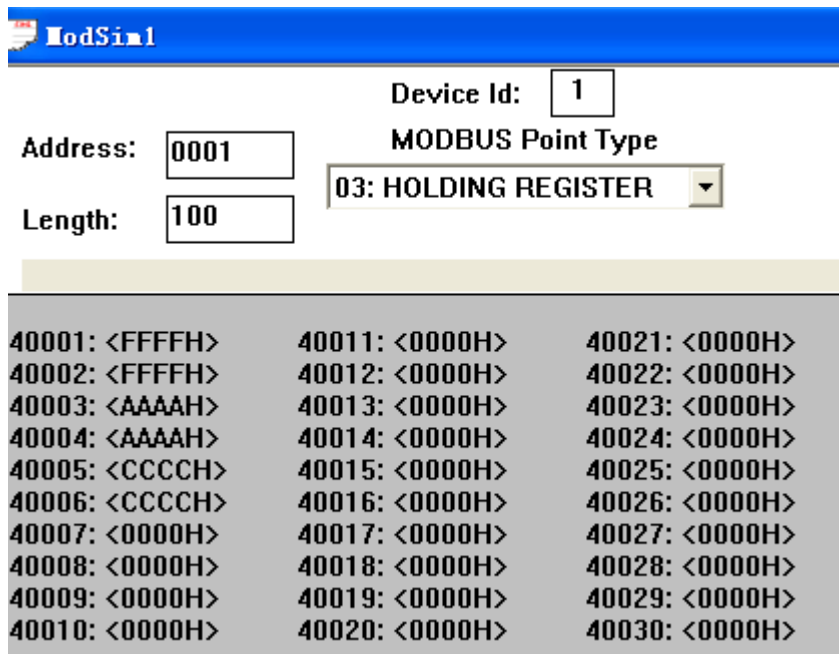 ModSim1
Device Id: 1
Address: 0001
MODBUS Point Type
03: HOLDING REGISTER
Length: 100
40001: <FFFFH> 40011: <0000H> 40021: <0000H>
40002: <FFFFH> 40012: <0000H> 40022: <0000H>
40003: <AAAAH> 40013: <0000H> 40023: <0000H>
40004: <AAAAH> 40014: <0000H> 40024: <0000H>
40005: <CCCCH> 40015: <0000H> 40025: <0000H>
40006: <CCCCH> 40016: <0000H> 40026: <0000H>
40007: <0000H> 40017: <0000H> 40027: <0000H>
40008: <0000H> 40018: <0000H> 40028: <0000H>
40009: <0000H> 40019: <0000H> 40029: <0000H>
40010: <0000H> 40020: <0000H> 40030: <0000H>